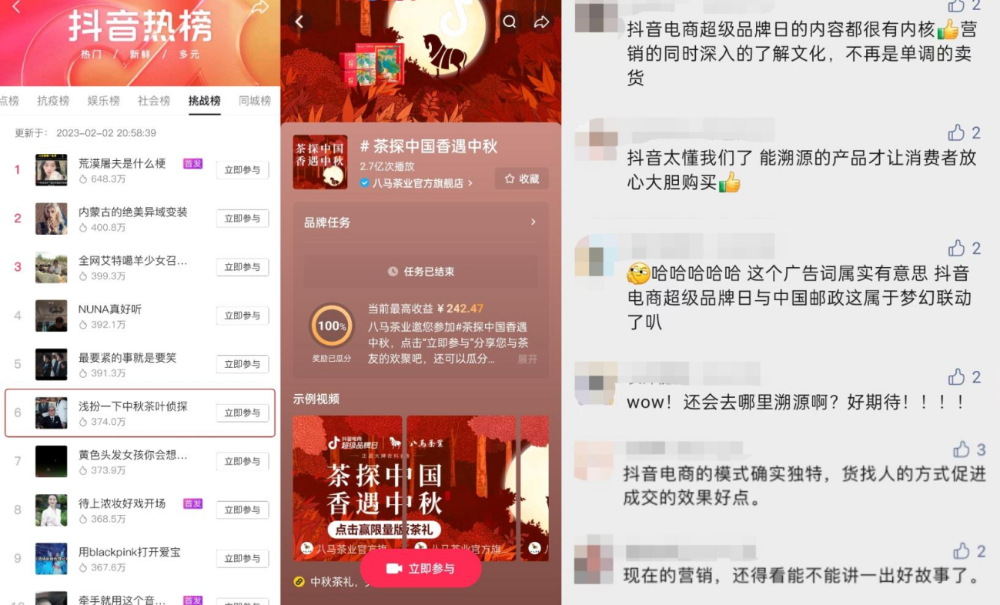 抖音热榜
热门 / 新鲜 / 多元
点榜 抗疫榜 娱乐榜 社会榜 挑战榜 同城榜
更新于： 2023-02-02 20:58:39
1 荒漠屠夫是什么梗 首发 立即参与
648.3万
2 内蒙古的绝美异域变装 立即参与
400.8万
3 全网艾特噶羊少女召... 立即参与
399.3万
4 NUNA真好听 立即参与
392.1万
5 最要紧的事就是要笑 立即参与
391.3万
6 浅扮一下中秋茶叶侦探 立即参与
374.0万
7 黄色头发女孩你会想... 立即参与
373.9万
8 待上浓妆好戏开场 首发 立即参与
368.5万
9 用blackpink打开爱宝 立即参与
367.6万
牵手就用这个音... 首发
茶探中国
香遇中秋
# 茶探中国香遇中秋
2.7亿次播放
八马茶业官方旗舰店 >
收藏
品牌任务 >
任务已结束
100%
奖励已瓜分
当前最高收益 ¥ 242.47
八马茶业邀您参加#茶探中国香遇
中秋，点击“立即参与”分享您与茶
友的欢聚吧，还可以瓜分... 展开
示例视频
抖音电商
超级品牌日 八马茶业
正是大牌在抖音
茶探中国
香遇中秋
点击赢限量版茶礼
八马茶业官方旗
八马茶业官方旗...
立即参与
中秋茶礼，
2
抖音电商超级品牌日的内容都很有内核👍营
销的同时深入的了解文化，不再是单调的卖
货
2
抖音太懂我们了 能溯源的产品才让消费者放
心大胆购买👍
2
🤔哈哈哈哈哈 这个广告词属实有意思 抖音
电商超级品牌日与中国邮政这属于梦幻联动
了叭
2
wow！还会去哪里溯源啊？好期待！！！！
3
抖音电商的模式确实独特，货找人的方式促进
成交的效果好点。
2
现在的营销，还得看能不能讲一出好故事了。